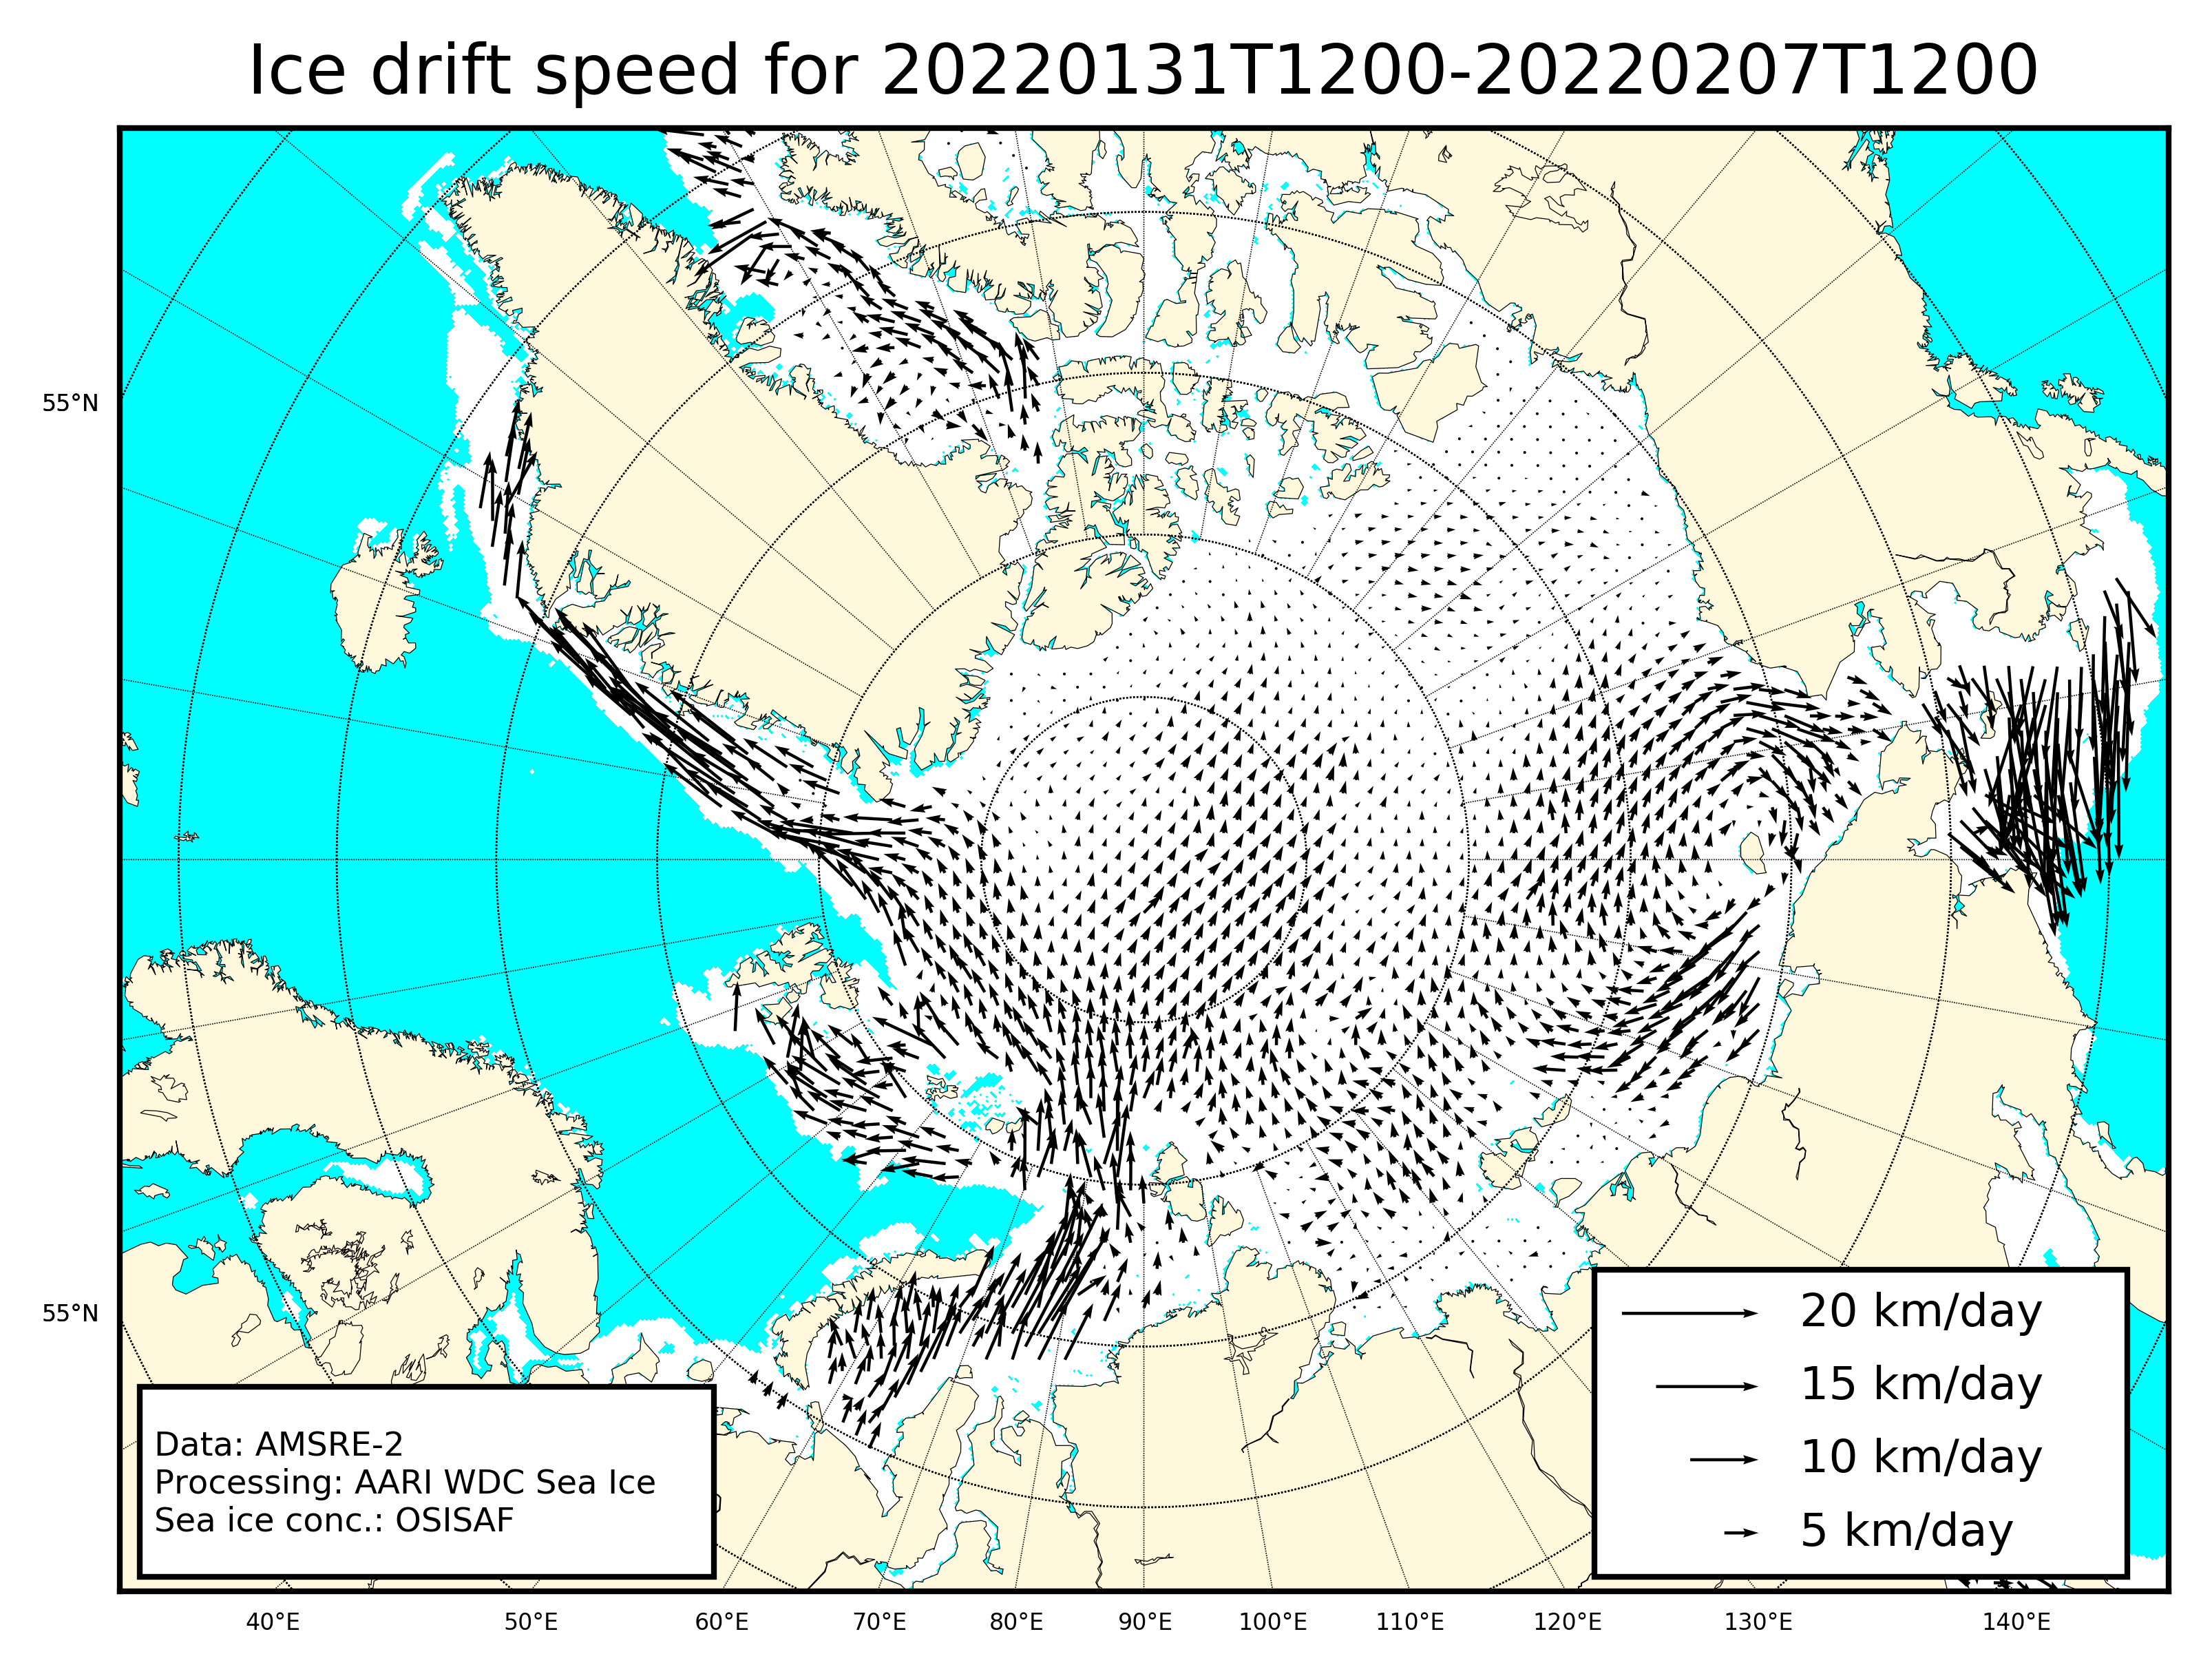 Ice drift speed for 20220131T1200-20220207T1200
55°N
55°N
20 km/day
15 km/day
10 km/day
5 km/day
Data: AMSRE-2
Processing: AARI WDC Sea Ice
Sea ice conc.: OSISAF
40°E 50°E 60°E 70°E 80°E 90°E 100°E 110°E 120°E 130°E 140°E